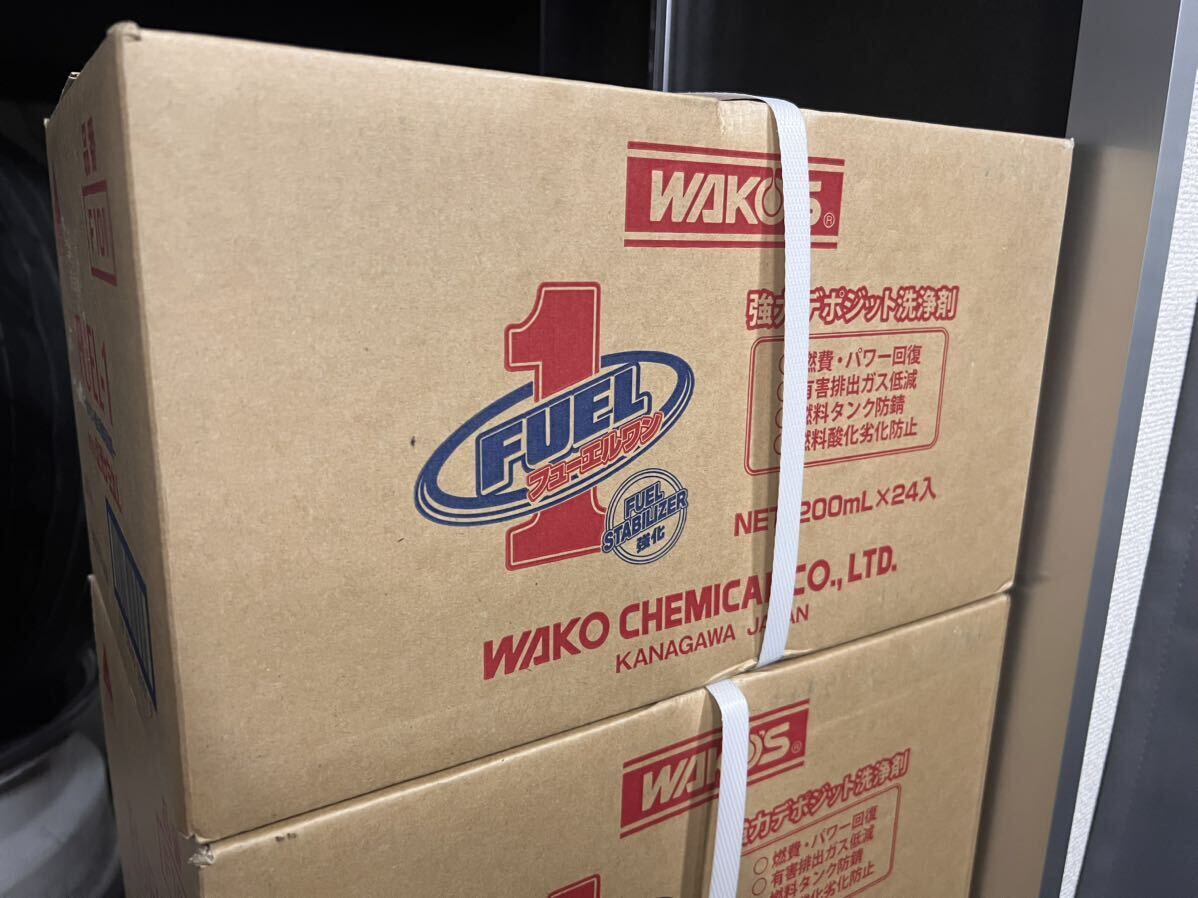 品番
F101
FUEL-1
WAKO'S®
強力デポジット洗浄剤
○燃費・パワー回復
○有害排出ガス低減
○燃料タンク防錆
○燃料酸化劣化防止
1
FUEL
フューエルワン
FUEL
STABILIZER
強化
NET 200mL×24入
WAKO CHEMICAL CO., LTD.
KANAGAWA JAPAN
WAKO'S®
強力デポジット洗浄剤
○燃費・パワー回復
○有害排出ガス低減
○燃料タンク防錆
○燃料酸化劣化防止